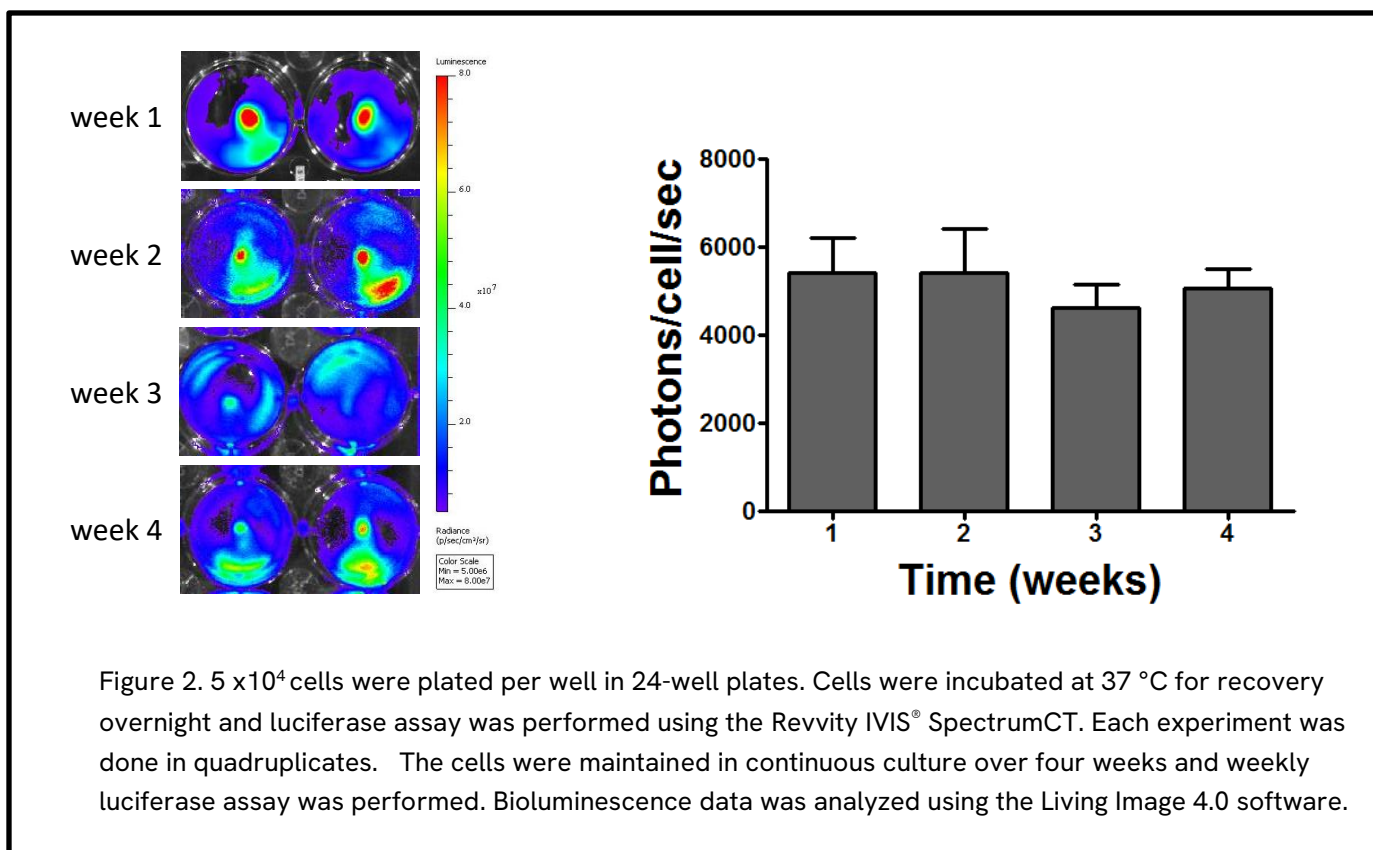 week 1
week 2
week 3
week 4
Luminescence
8.0
6.0
x10⁷
4.0
2.0
Radiance
(p/sec/cm²/sr)
Color Scale
Min = 5.00e6
Max = 8.00e7
Photons/cell/sec
8000
6000
4000
2000
0
1 2 3 4
Time (weeks)
Figure 2. 5 x10⁴ cells were plated per well in 24-well plates. Cells were incubated at 37 °C for recovery
overnight and luciferase assay was performed using the Revvity IVIS® SpectrumCT. Each experiment was
done in quadruplicates. The cells were maintained in continuous culture over four weeks and weekly
luciferase assay was performed. Bioluminescence data was analyzed using the Living Image 4.0 software.